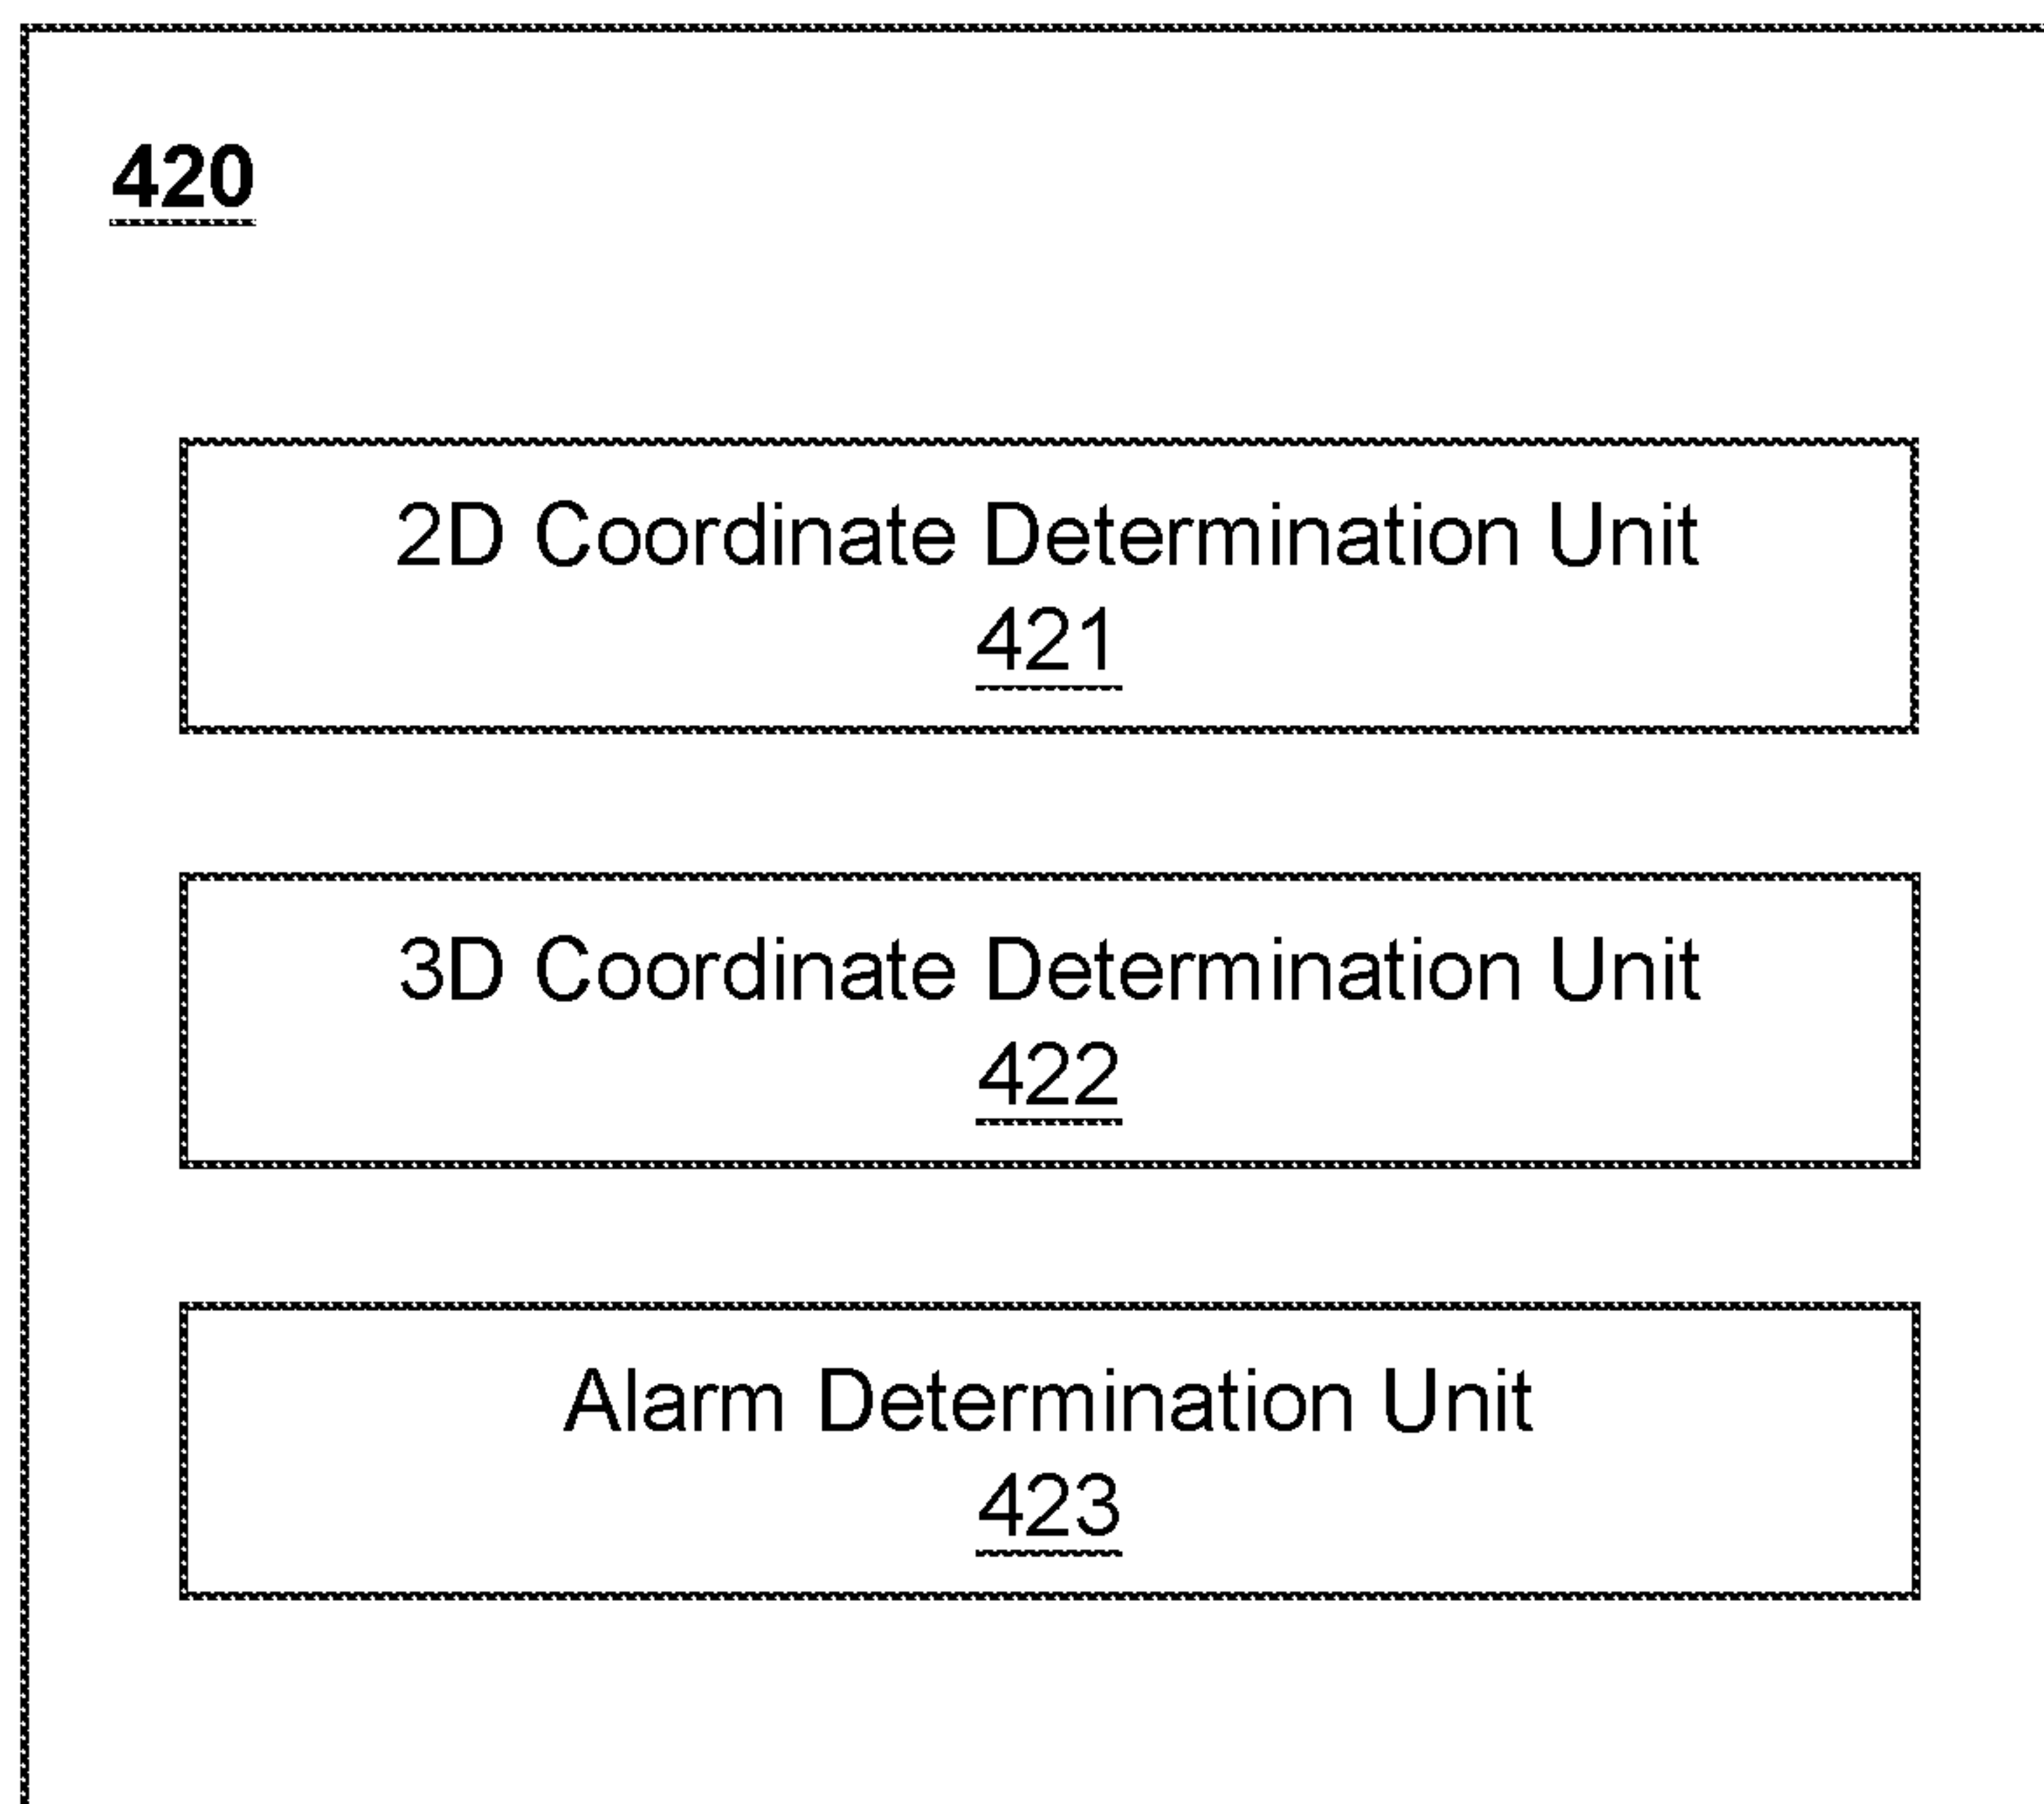 420
2D Coordinate Determination Unit
421
3D Coordinate Determination Unit
422
Alarm Determination Unit
423